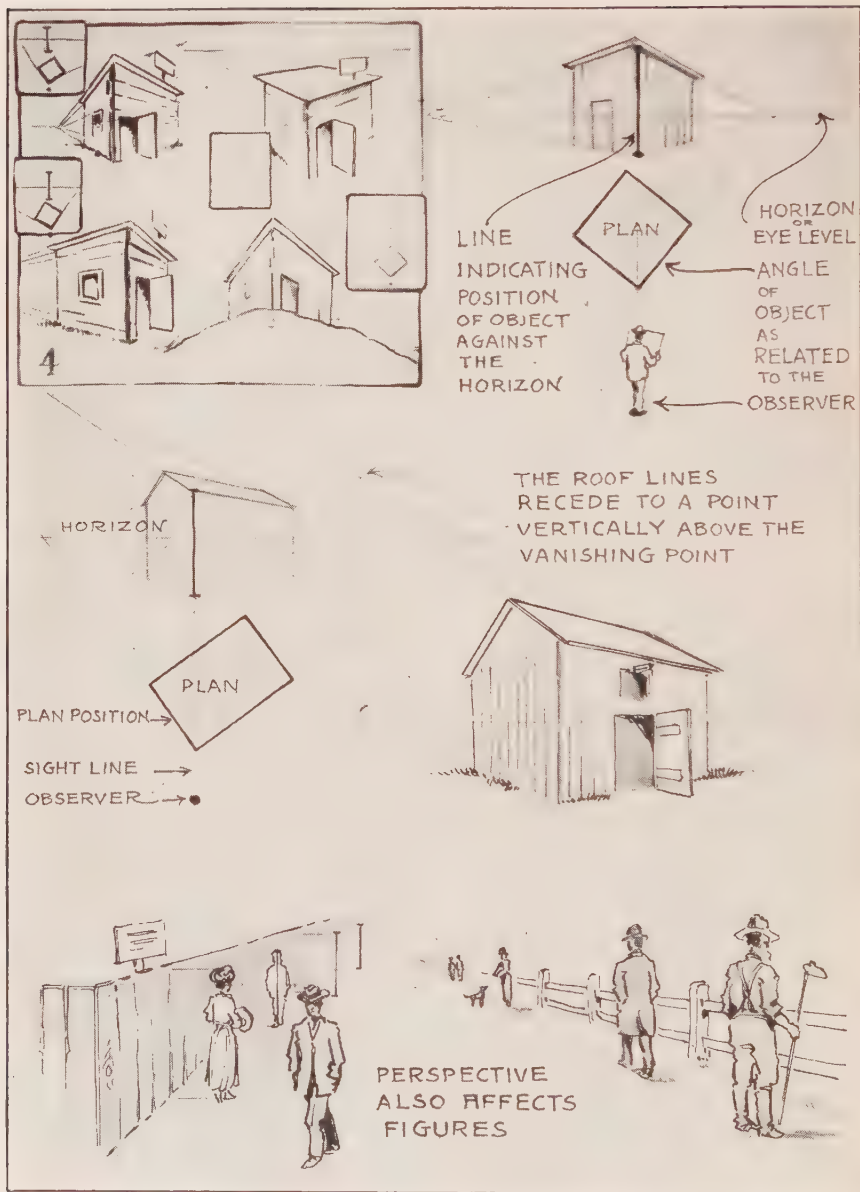 4
PLAN
LINE
INDICATING
POSITION
OF OBJECT
AGAINST
THE
HORIZON
HORIZON
OR
EYE LEVEL
ANGLE
OF
OBJECT
AS
RELATED
TO THE
OBSERVER
HORIZON
PLAN
PLAN POSITION
SIGHT LINE
OBSERVER
THE ROOF LINES
RECEDE TO A POINT
VERTICALLY ABOVE THE
VANISHING POINT
PERSPECTIVE
ALSO AFFECTS
FIGURES